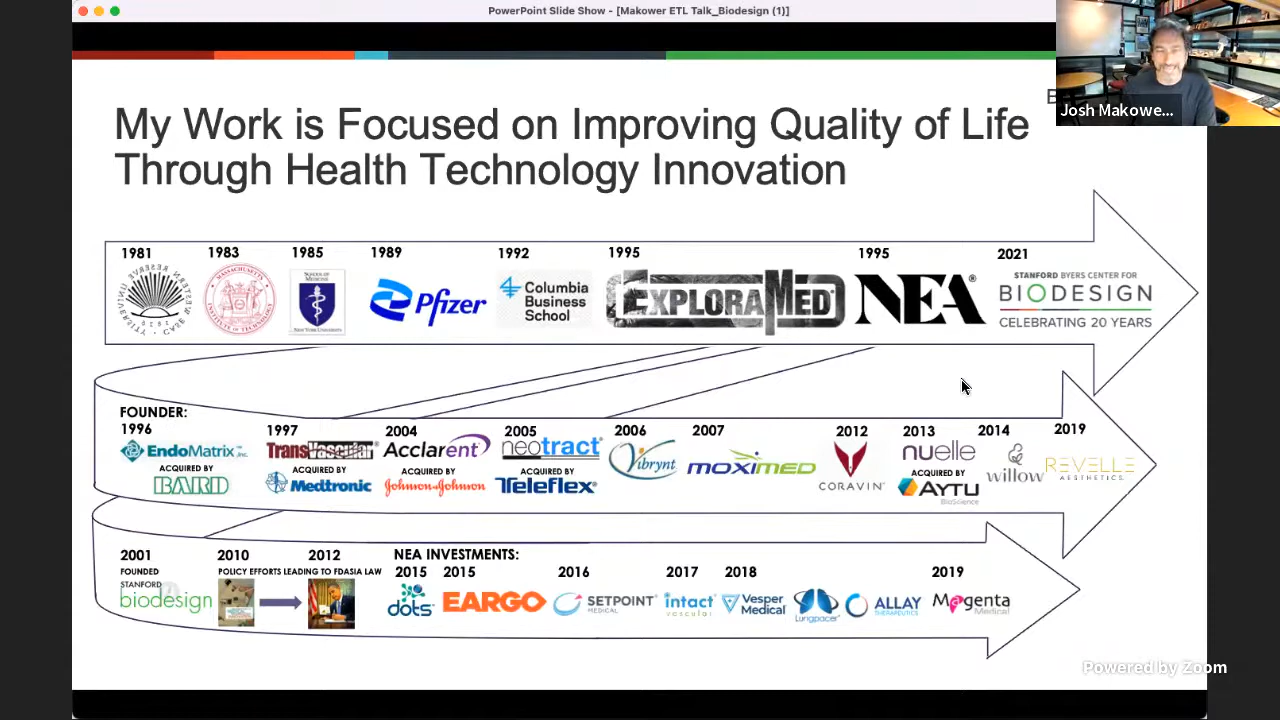 PowerPoint Slide Show - [Makower ETL Talk_Biodesign (1)]
Josh Makowe...
My Work is Focused on Improving Quality of Life
Through Health Technology Innovation
1981 1983 1985 1989 1992 1995 1995 2021
SCHOOL OF MEDICINE
NEW YORK UNIVERSITY
Pfizer
Columbia
Business
School
EXPLORAMED
NEA®
STANFORD BYERS CENTER FOR
BIODESIGN
CELEBRATING 20 YEARS
FOUNDER:
1996 1997 2004 2005 2006 2007 2012 2013 2014 2019
EndoMatrix, Inc.
ACQUIRED BY
BARD
TransVascular
ACQUIRED BY
Medtronic
Acclarent
ACQUIRED BY
Johnson&Johnson
neotract
ACQUIRED BY
Teleflex
Vibrynt
MOXIMED
CORAVIN
nuelle
ACQUIRED BY
AYTU
BioScience
willow
REVELLE
AESTHETICS
2001
FOUNDED
STANFORD
biodesign
2010 2012
POLICY EFFORTS LEADING TO FDASIA LAW
NEA INVESTMENTS:
2015 2015 2016 2017 2018 2019
dots
EARGO
SETPOINT
MEDICAL
intact
vascular
Vesper
Medical
Lungpacer
ALLAY
THERAPEUTICS
Magenta
Medical
Powered by Zoom